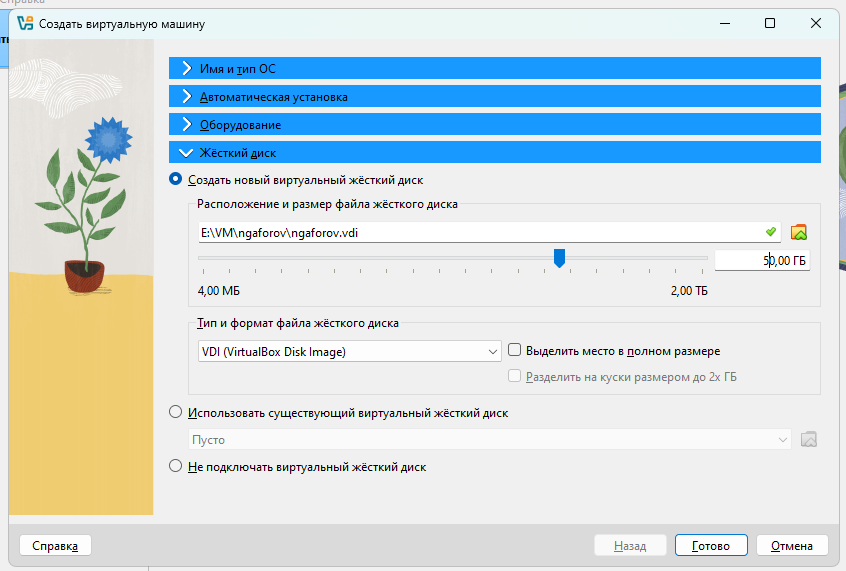 Справка
Создать виртуальную машину
Имя и тип ОС
Автоматическая установка
Оборудование
Жёсткий диск
Создать новый виртуальный жёсткий диск
Расположение и размер файла жёсткого диска
E:\VM\ngaforov\ngaforov.vdi
50,00 ГБ
4,00 МБ 2,00 ТБ
Тип и формат файла жёсткого диска
VDI (VirtualBox Disk Image) Выделить место в полном размере
Разделить на куски размером до 2х ГБ
Использовать существующий виртуальный жёсткий диск
Пусто
Не подключать виртуальный жёсткий диск
Справка Назад Готово Отмена